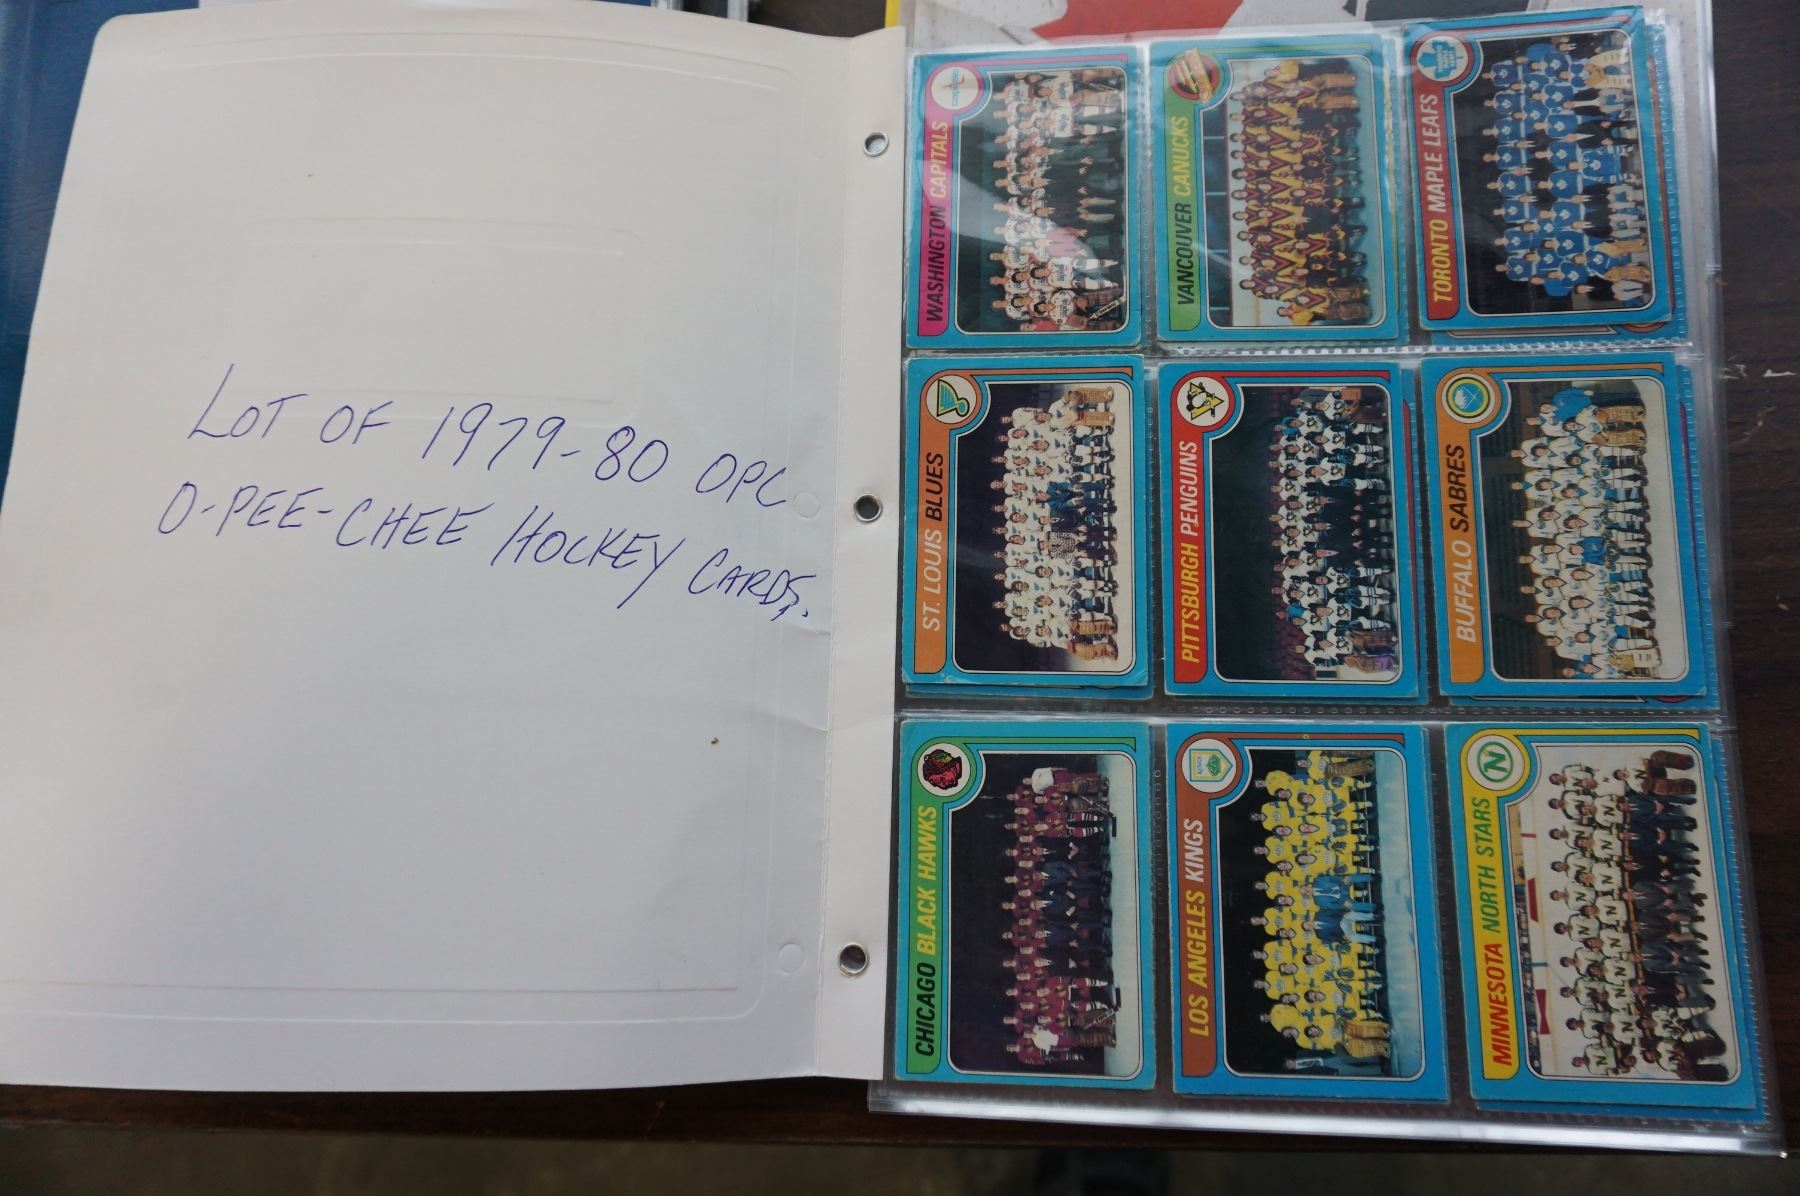 LOT OF 1979-80 OPC
O-PEE-CHEE HOCKEY CARDS.
WASHINGTON CAPITALS
VANCOUVER CANUCKS
TORONTO MAPLE LEAFS
ST. LOUIS BLUES
PITTSBURGH PENGUINS
BUFFALO SABRES
CHICAGO BLACK HAWKS
LOS ANGELES KINGS
MINNESOTA NORTH STARS